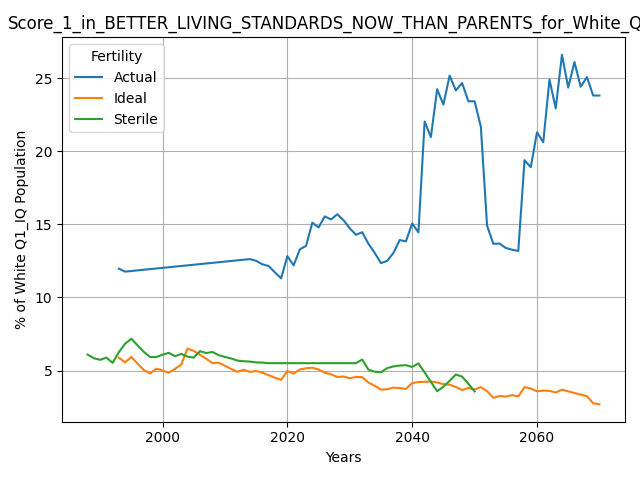 Score_1_in_BETTER_LIVING_STANDARDS_NOW_THAN_PARENTS_for_White_Q
Fertility
Actual
Ideal
Sterile
% of White Q1_IQ Population
25
20
15
10
5
2000
2020
2040
2060
Years